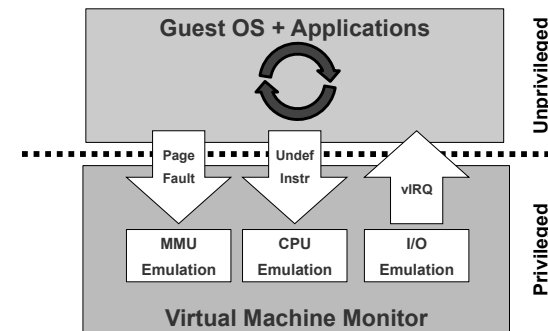 Guest OS + Applications
Unprivileged
Page
Fault
Undef
Instr
vIRQ
MMU
Emulation
CPU
Emulation
I/O
Emulation
Privileged
Virtual Machine Monitor